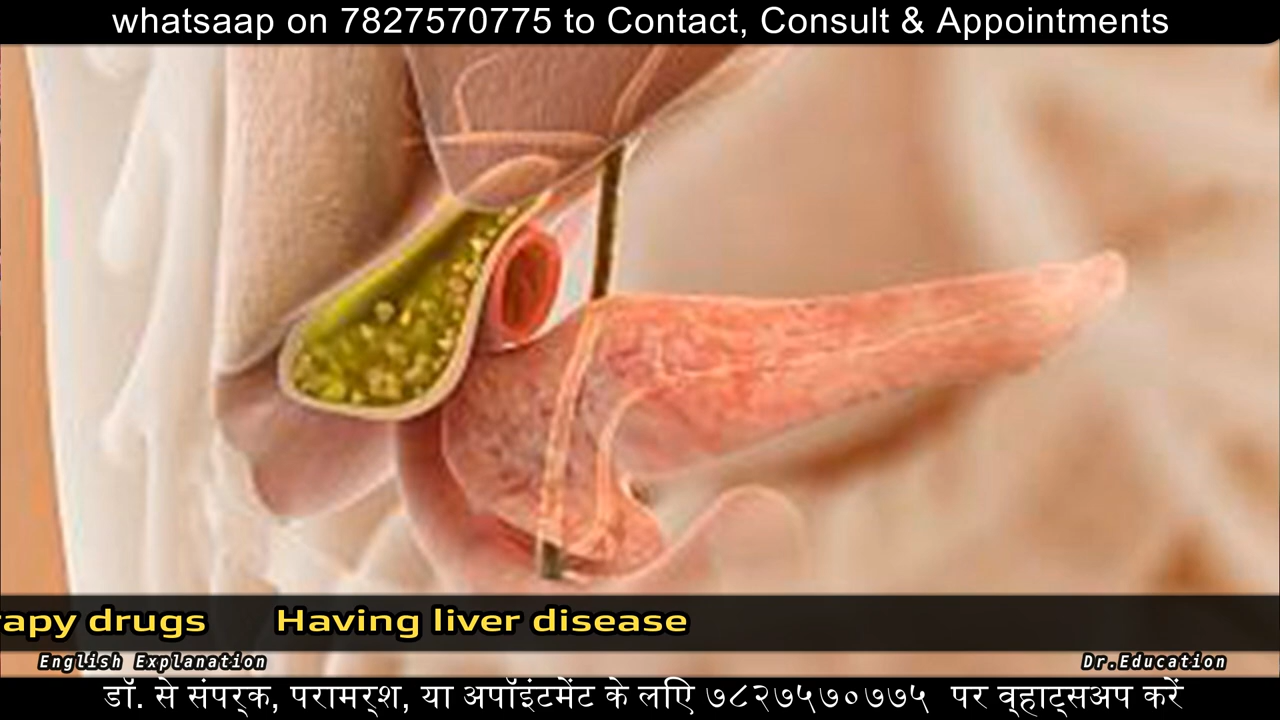 whatsaap on 7827570775 to Contact, Consult & Appointments
drugs Having liver disease
English Explanation
Dr.Education
डॉ. से संपर्क, परामर्श, या अपॉइंटमेंट के लिए ७८२७५७०७७५ पर व्हाट्सअप करें